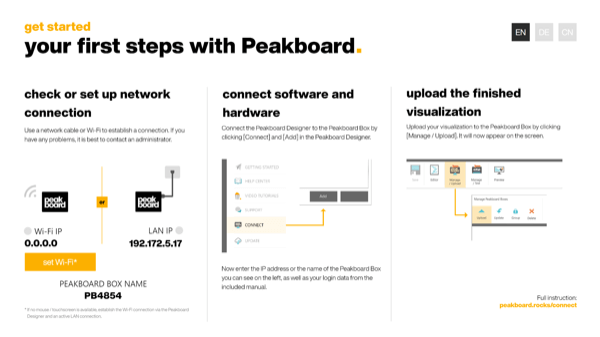 get started
your first steps with Peakboard.
EN
DE
CN
check or set up network
connection
Use a network cable or Wi-Fi to establish a connection. If you
have any problems, it is best to contact an administrator.
peak
board
or
peak
board
Wi-Fi IP
0.0.0.0
LAN IP
192.172.5.17
set Wi-Fi*
PEAKBOARD BOX NAME
PB4854
* If no mouse / touchscreen is available, establish the Wi-Fi connection via the Peakboard
Designer and an active LAN connection.
connect software and
hardware
Connect the Peakboard Designer to the Peakboard Box by
clicking [Connect] and [Add] in the Peakboard Designer.
GETTING STARTED
HELP CENTER
VIDEO TUTORIALS
SUPPORT
CONNECT
UPDATE
Add
Now enter the IP address or the name of the Peakboard Box
you can see on the left, as well as your login data from the
included manual.
upload the finished
visualization
Upload your visualization to the Peakboard Box by clicking
[Manage / Upload]. It will now appear on the screen.
Manage
/ Upload
Preview
Manage Peakboard Boxes
Upload
Update
Delete
Full instruction:
peakboard.rocks/connect